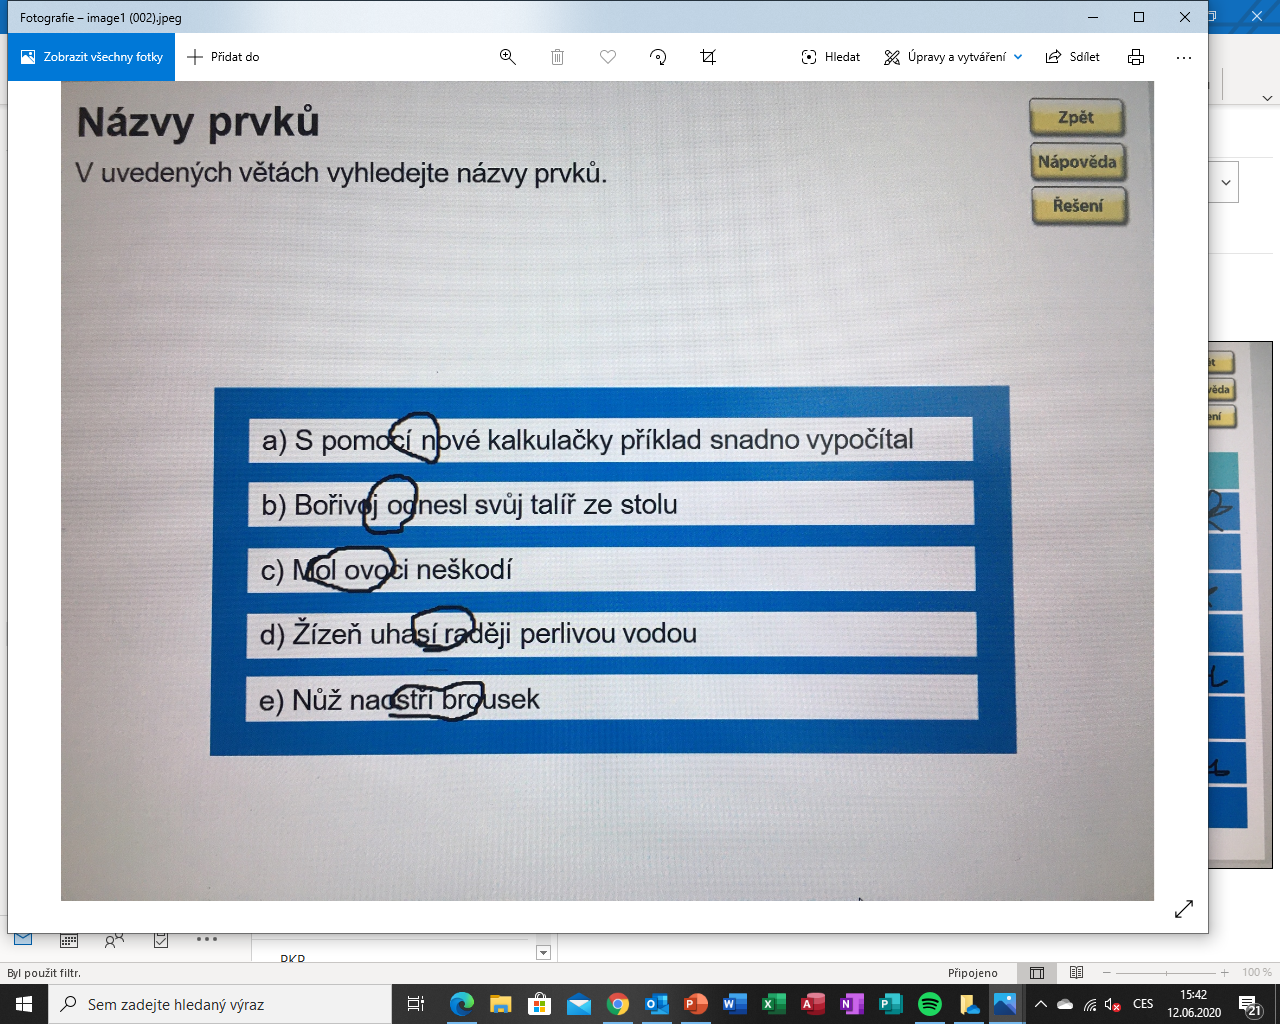 Fotografie – image1 (002).jpeg
Zobrazit všechny fotky
Přidat do
Hledat
Úpravy a vytváření
Sdílet
Názvy prvků
V uvedených větách vyhledejte názvy prvků.
Zpět
Nápověda
Řešení
a) S pomocí nové kalkulačky příklad snadno vypočítal
b) Bořivoj odnesl svůj talíř ze stolu
c) Mol ovoci neškodí
d) Žízeň uhasí raději perlivou vodou
e) Nůž naostři brousek
Byl použit filtr.
Připojeno
100 %
Sem zadejte hledaný výraz
CES
15:42
12.06.2020
21